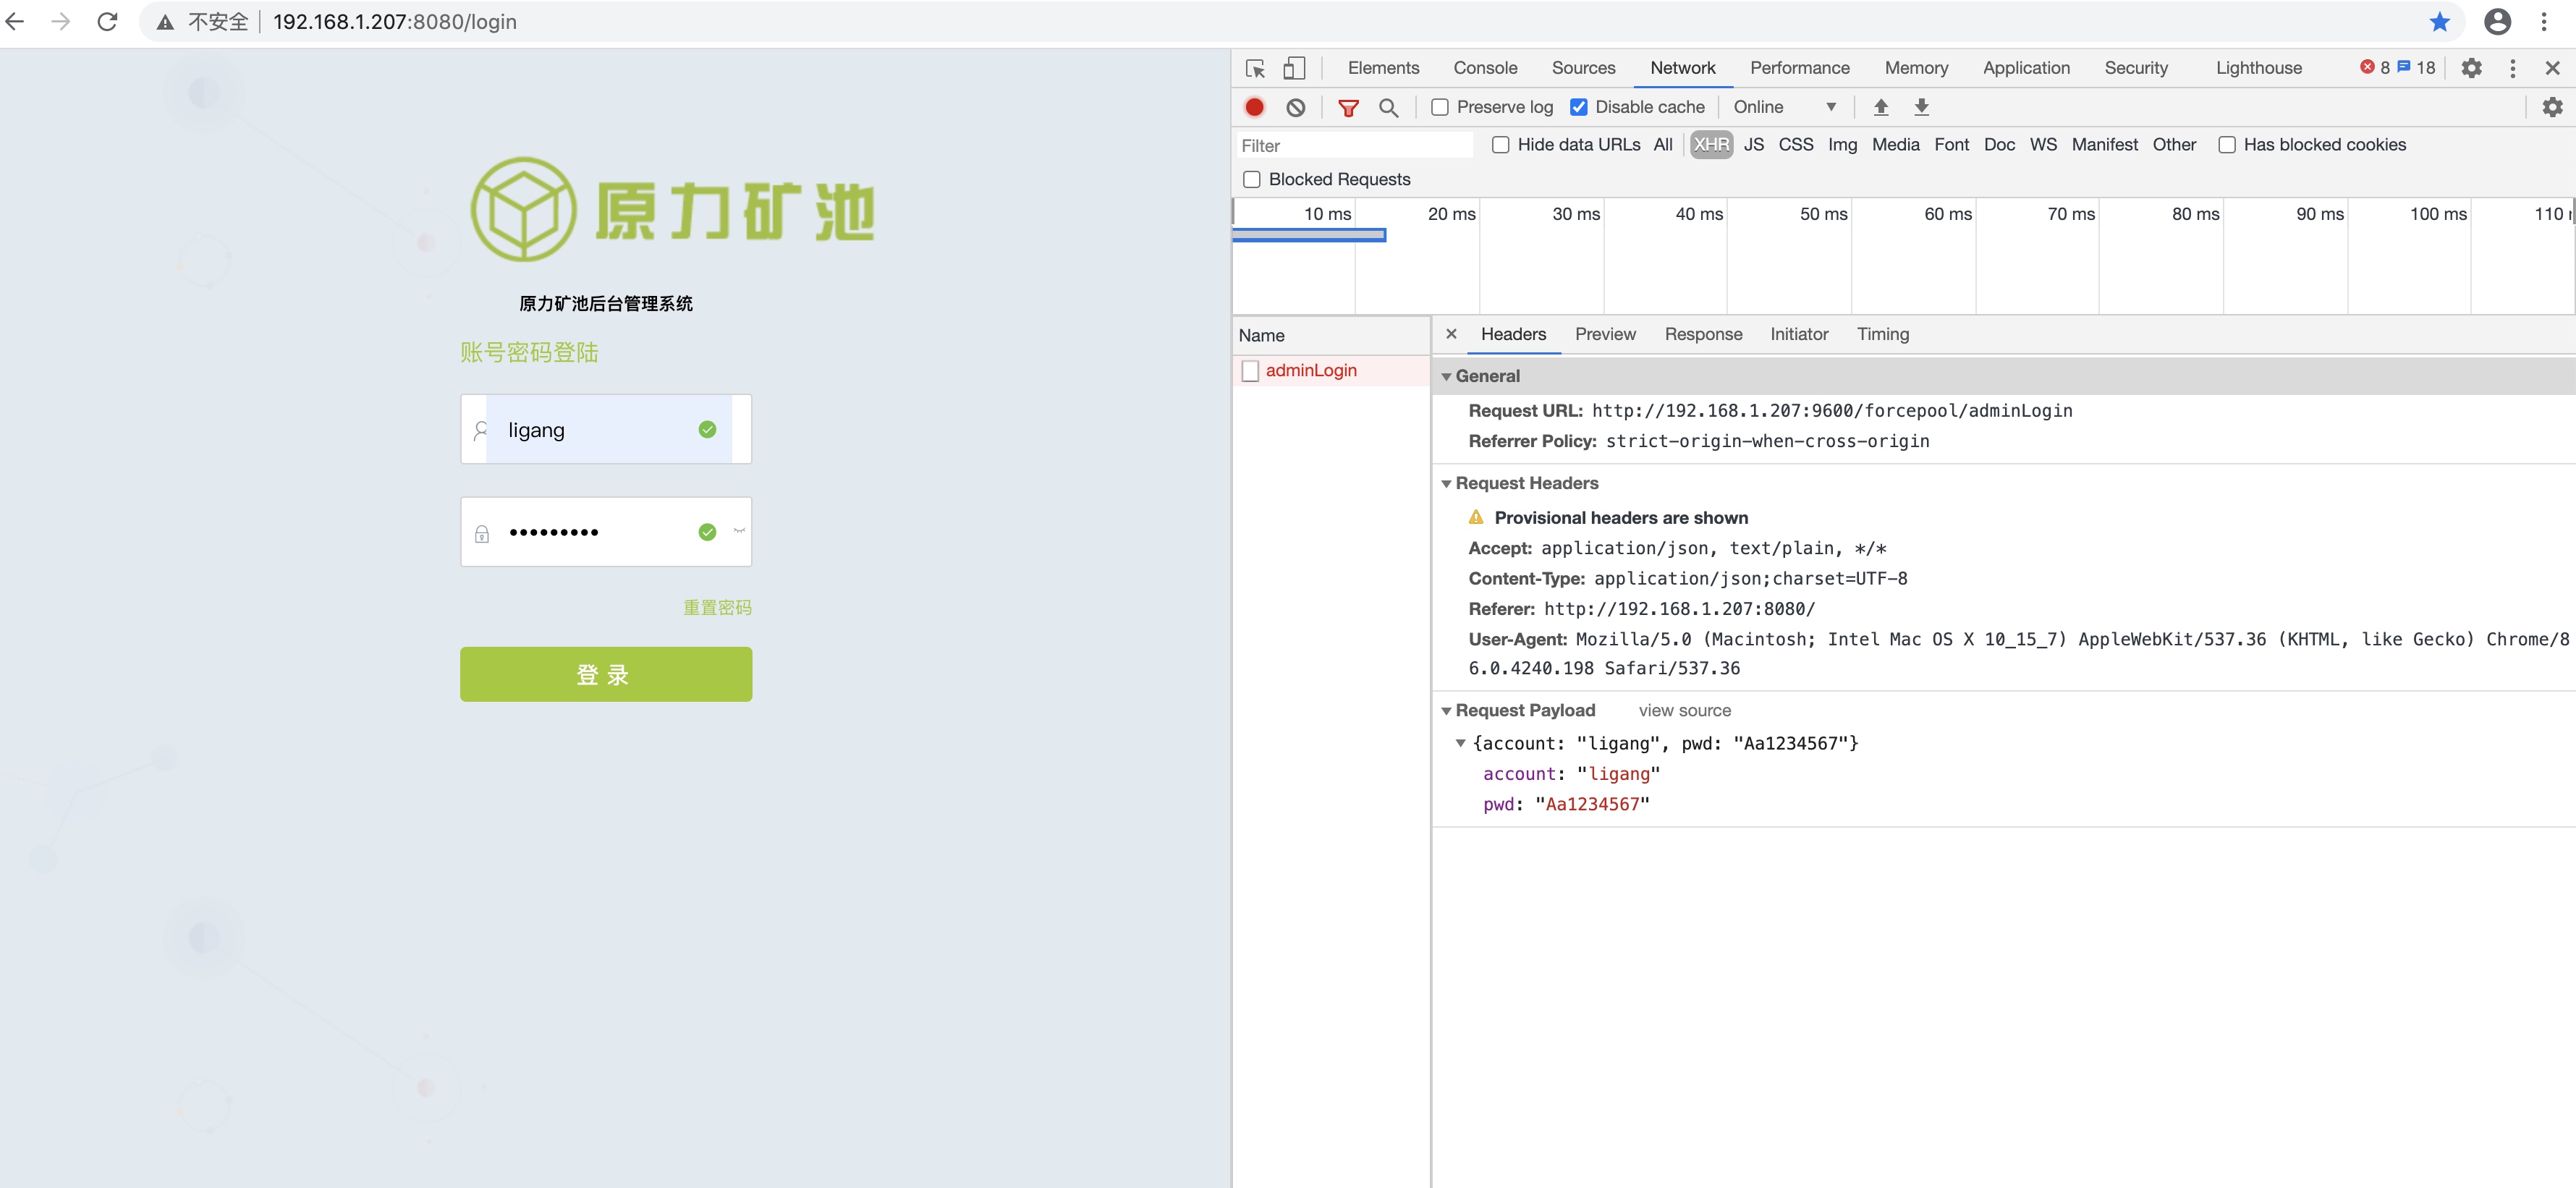 不安全 192.168.1.207:8080/login
原力矿池
原力矿池后台管理系统
账号密码登陆
ligang
•••••••••
重置密码
登 录
Elements Console Sources Network Performance Memory Application Security Lighthouse 8 18
Preserve log Disable cache Online
Filter Hide data URLs All XHR JS CSS Img Media Font Doc WS Manifest Other Has blocked cookies
Blocked Requests
10 ms 20 ms 30 ms 40 ms 50 ms 60 ms 70 ms 80 ms 90 ms 100 ms 110
Name
adminLogin
Headers Preview Response Initiator Timing
General
Request URL: http://192.168.1.207:9600/forcepool/adminLogin
Referrer Policy: strict-origin-when-cross-origin
Request Headers
Provisional headers are shown
Accept: application/json, text/plain, */*
Content-Type: application/json;charset=UTF-8
Referer: http://192.168.1.207:8080/
User-Agent: Mozilla/5.0 (Macintosh; Intel Mac OS X 10_15_7) AppleWebKit/537.36 (KHTML, like Gecko) Chrome/8
6.0.4240.198 Safari/537.36
Request Payload view source
{account: "ligang", pwd: "Aa1234567"}
account: "ligang"
pwd: "Aa1234567"